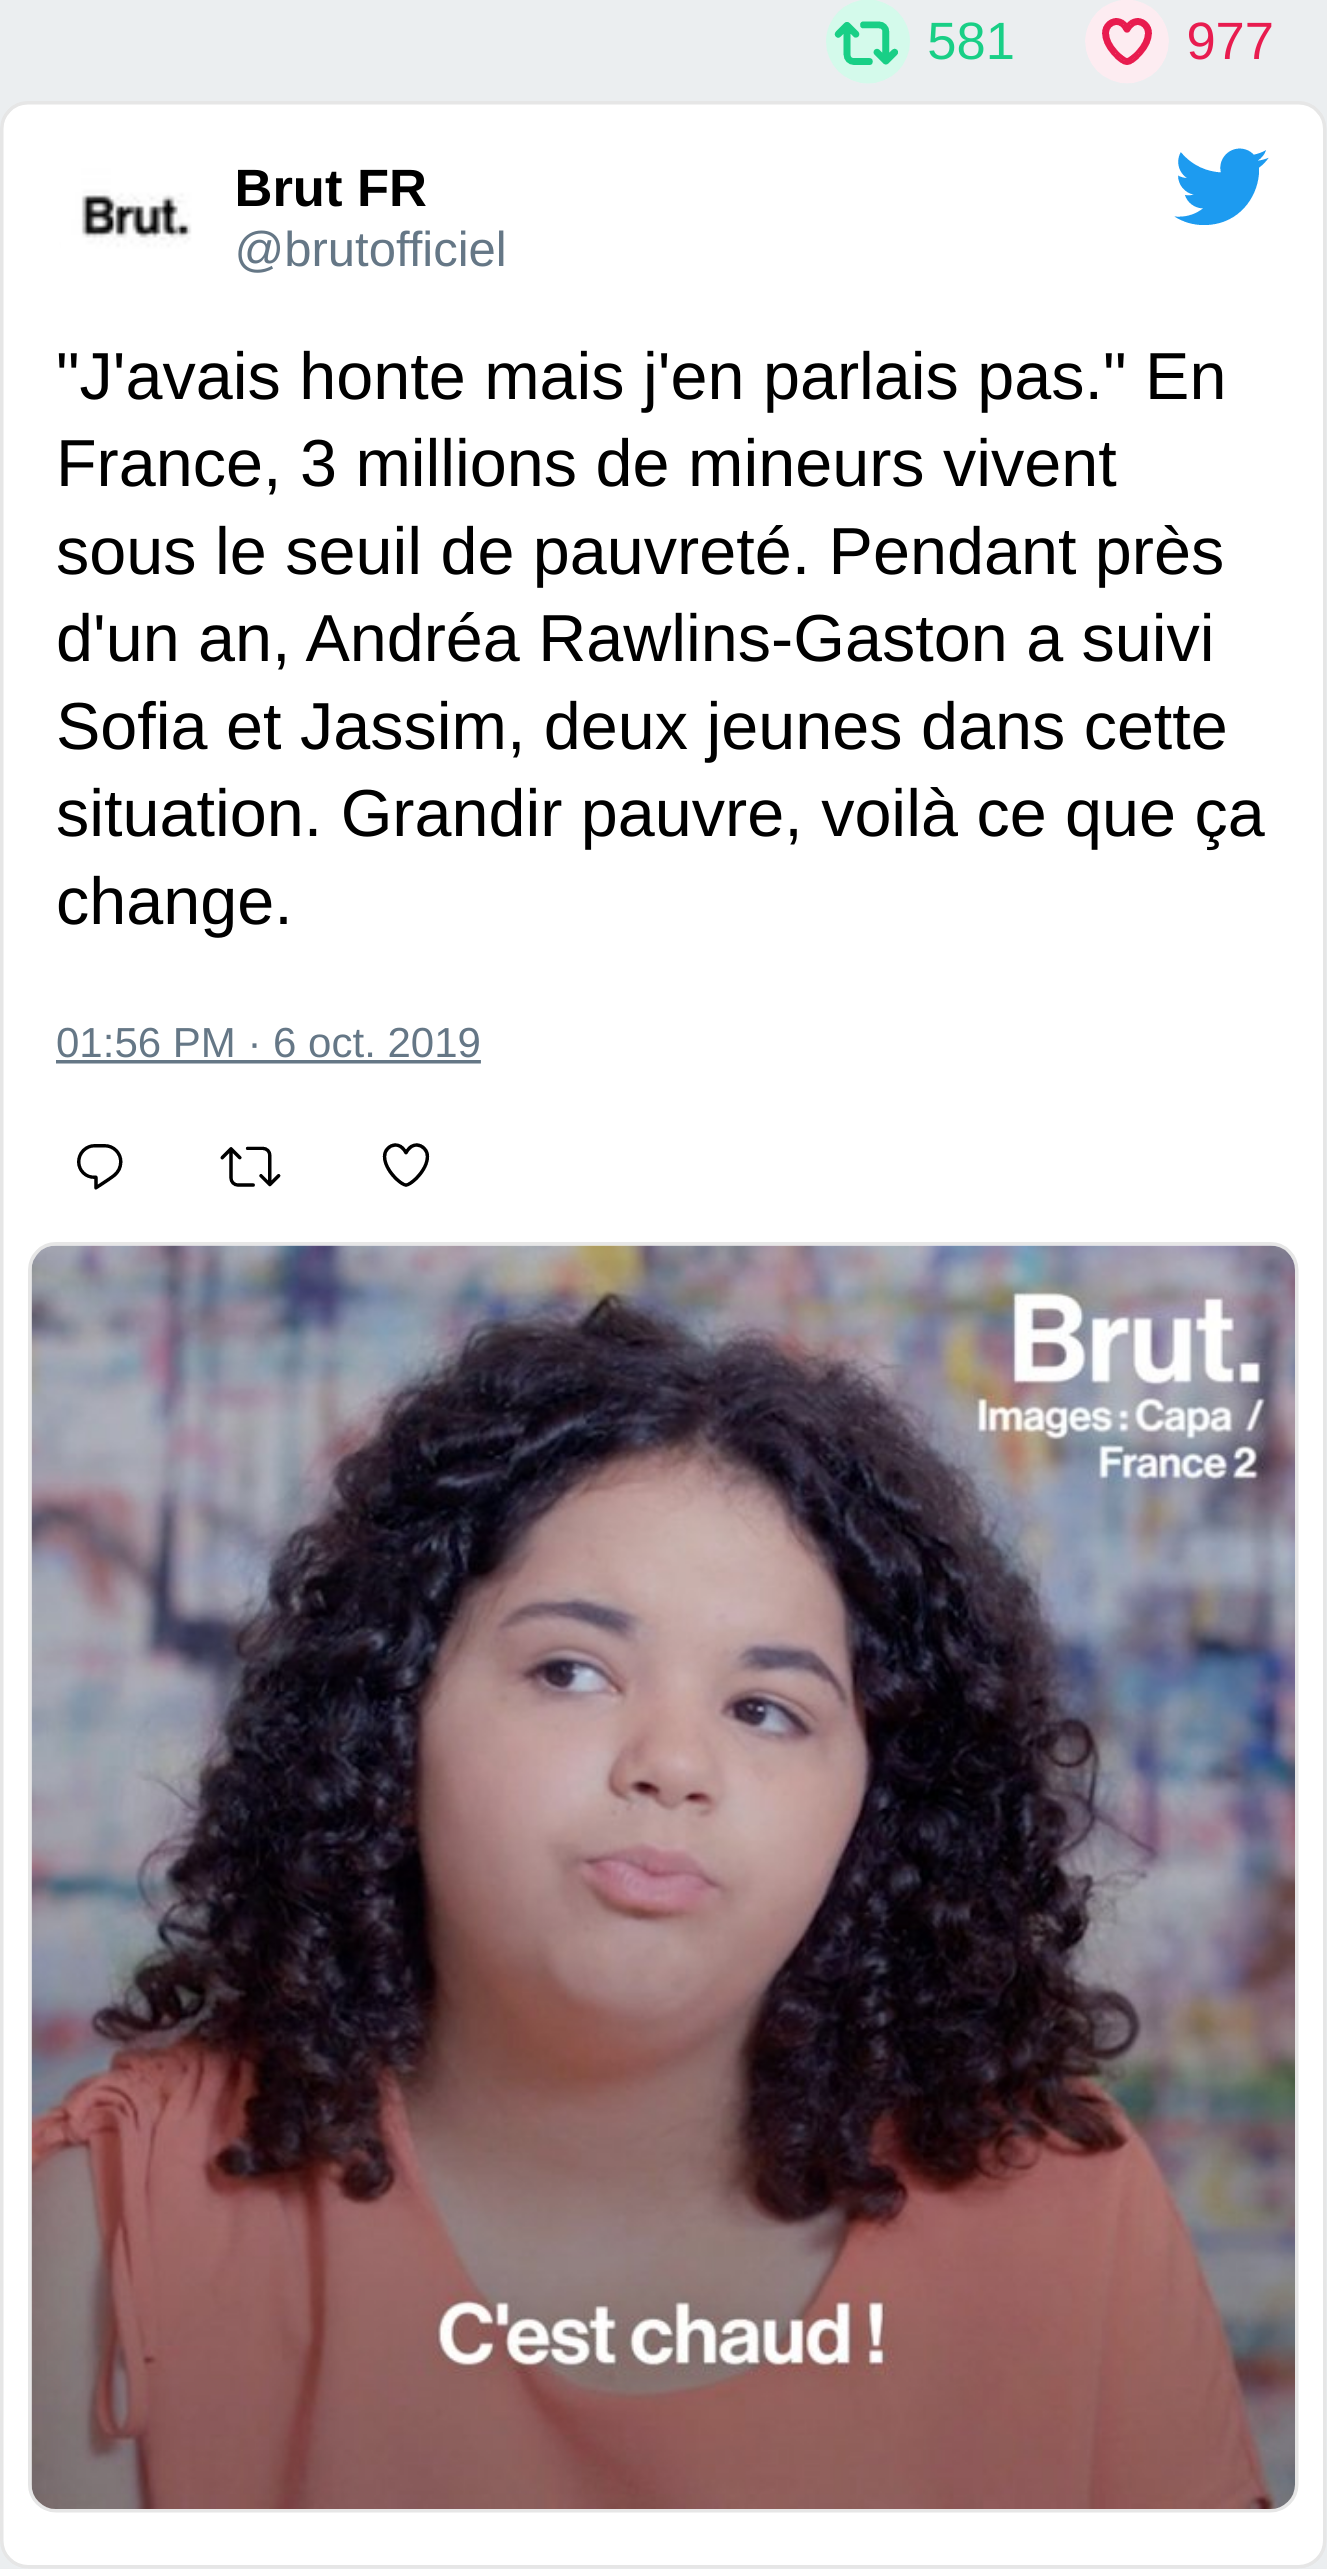 581 977
Brut.
Brut FR
@brutofficiel
"J'avais honte mais j'en parlais pas." En
France, 3 millions de mineurs vivent
sous le seuil de pauvreté. Pendant près
d'un an, Andréa Rawlins-Gaston a suivi
Sofia et Jassim, deux jeunes dans cette
situation. Grandir pauvre, voilà ce que ça
change.
01:56 PM · 6 oct. 2019
Brut.
Images : Capa /
France 2
C'est chaud !